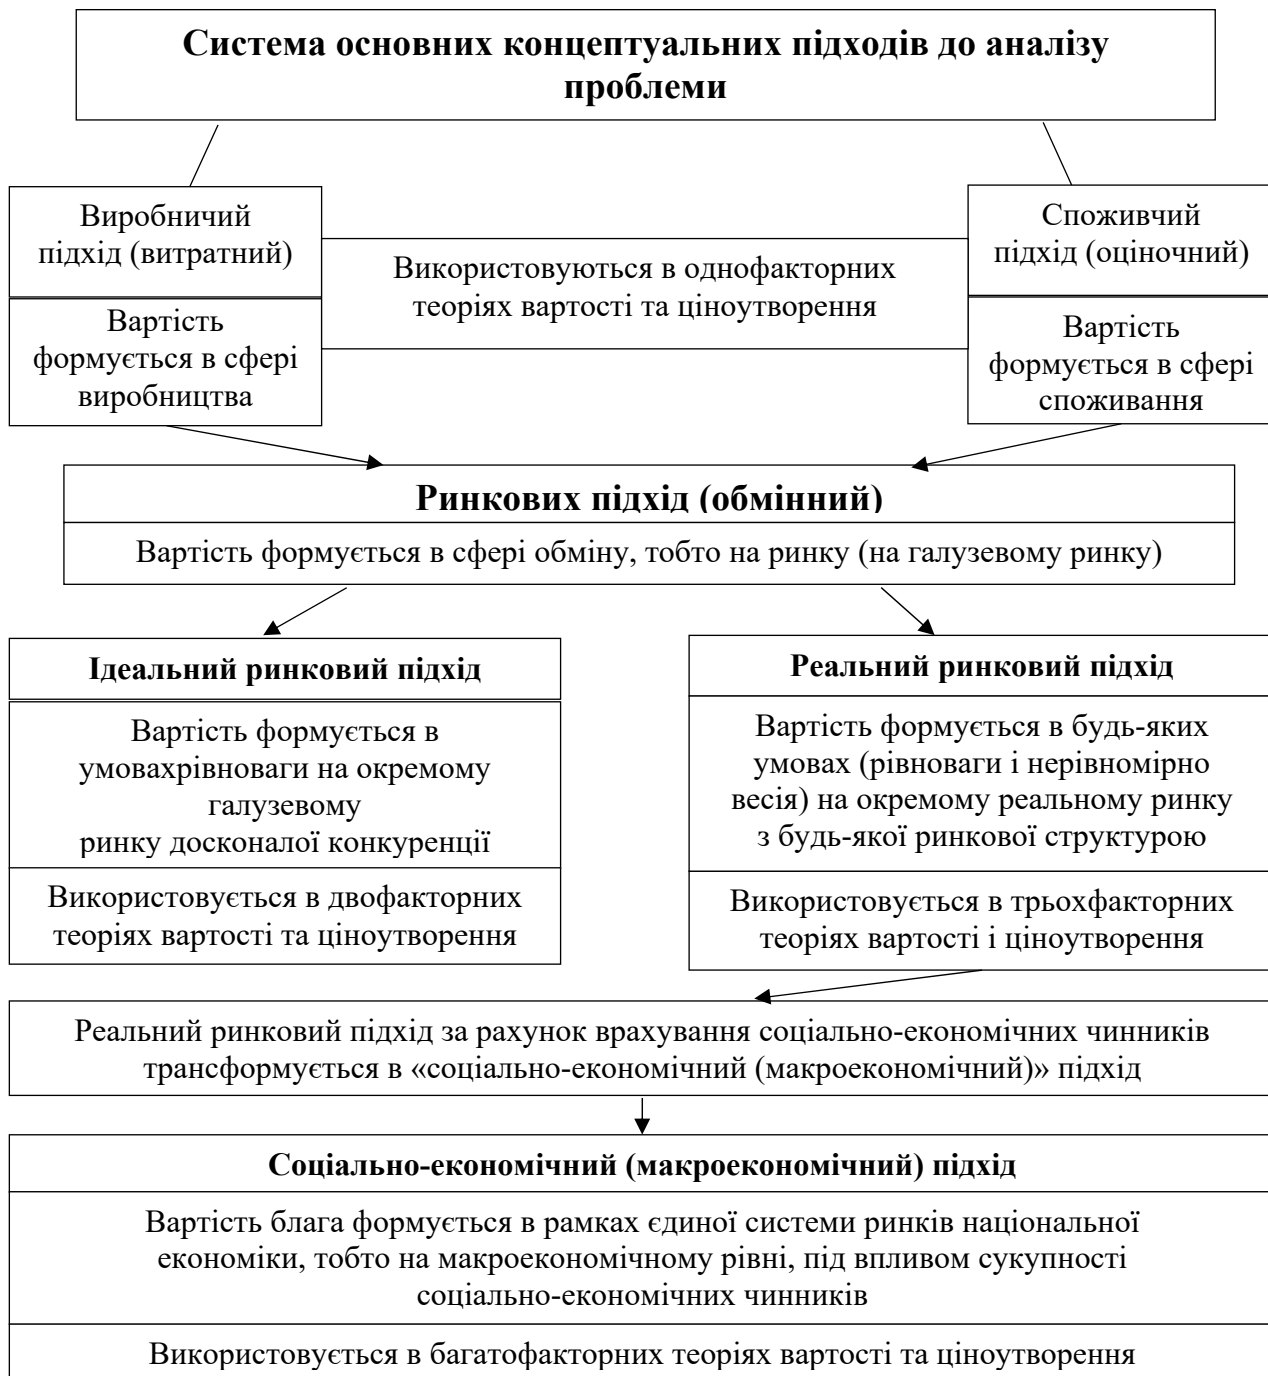 Система основних концептуальних підходів до аналізу
проблеми
Виробничий
підхід (витратний)
Споживчий
підхід (оціночний)
Використовуються в однофакторних
теоріях вартості та ціноутворення
Вартість
формується в сфері
виробництва
Вартість
формується в сфері
споживання
Ринкових підхід (обмінний)
Вартість формується в сфері обміну, тобто на ринку (на галузевому ринку)
Ідеальний ринковий підхід
Вартість формується в
умовахрівноваги на окремому
галузевому
ринку досконалої конкуренції
Використовується в двофакторних
теоріях вартості та ціноутворення
Реальний ринковий підхід
Вартість формується в будь-яких
умовах (рівноваги і нерівномірно
весія) на окремому реальному ринку
з будь-якої ринкової структурою
Використовується в трьохфакторних
теоріях вартості і ціноутворення
Реальний ринковий підхід за рахунок врахування соціально-економічних чинників
трансформується в «соціально-економічний (макроекономічний)» підхід
Соціально-економічний (макроекономічний) підхід
Вартість блага формується в рамках єдиної системи ринків національної
економіки, тобто на макроекономічному рівні, під впливом сукупності
соціально-економічних чинників
Використовується в багатофакторних теоріях вартості та ціноутворення